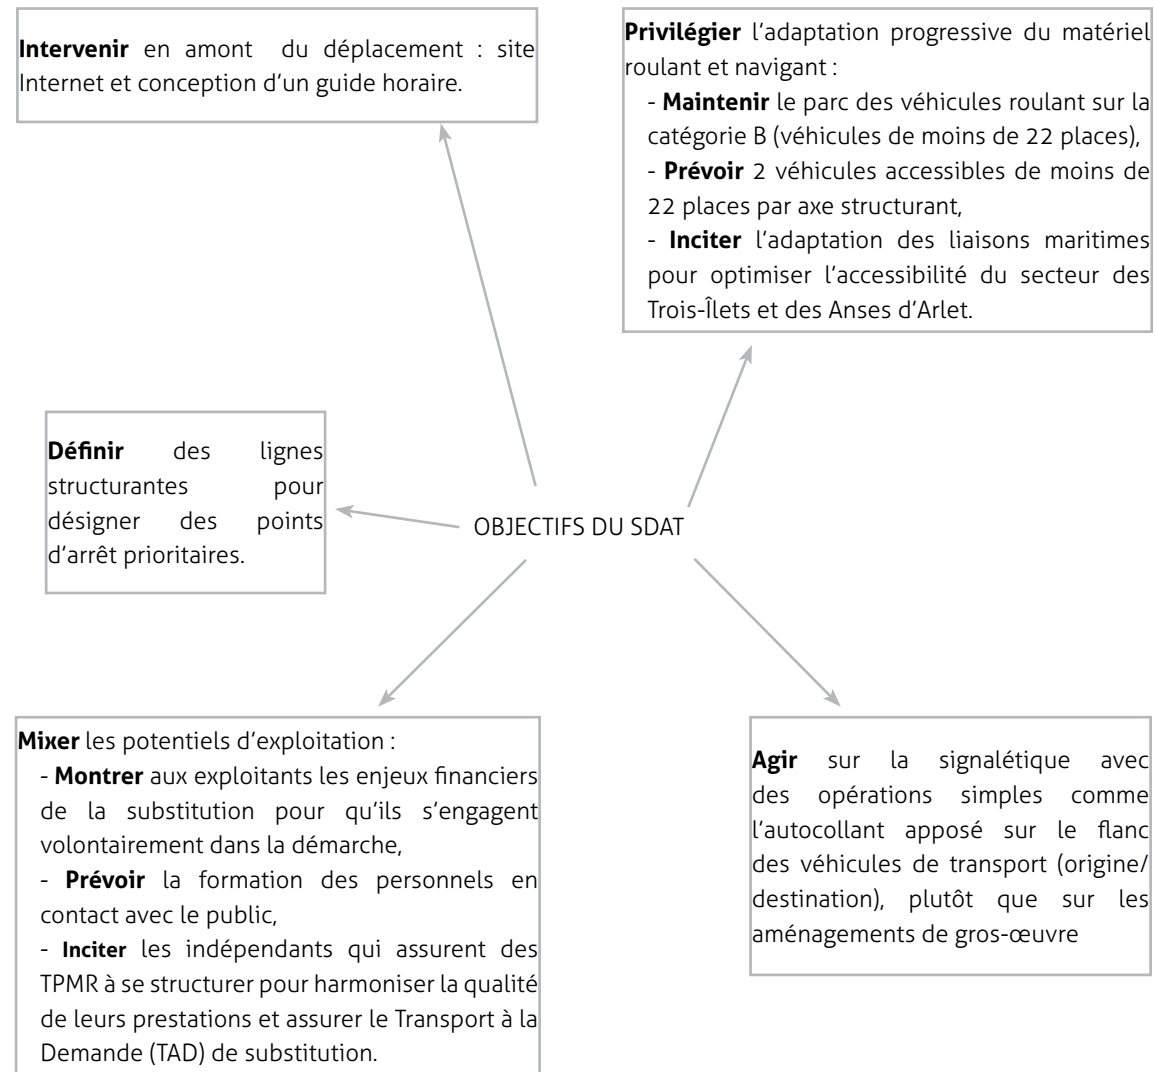 Intervenir en amont du déplacement : site
Internet et conception d'un guide horaire.
Privilégier l'adaptation progressive du matériel
roulant et navigant :
- Maintenir le parc des véhicules roulant sur la
catégorie B (véhicules de moins de 22 places),
- Prévoir 2 véhicules accessibles de moins de
22 places par axe structurant,
- Inciter l'adaptation des liaisons maritimes
pour optimiser l'accessibilité du secteur des
Trois-Îlets et des Anses d'Arlet.
Définir des lignes
structurantes pour
désigner des points
d'arrêt prioritaires.
OBJECTIFS DU SDAT
Mixer les potentiels d'exploitation :
- Montrer aux exploitants les enjeux financiers
de la substitution pour qu'ils s'engagent
volontairement dans la démarche,
- Prévoir la formation des personnels en
contact avec le public,
- Inciter les indépendants qui assurent des
TPMR à se structurer pour harmoniser la qualité
de leurs prestations et assurer le Transport à la
Demande (TAD) de substitution.
Agir sur la signalétique avec
des opérations simples comme
l'autocollant apposé sur le flanc
des véhicules de transport (origine/
destination), plutôt que sur les
aménagements de gros-œuvre